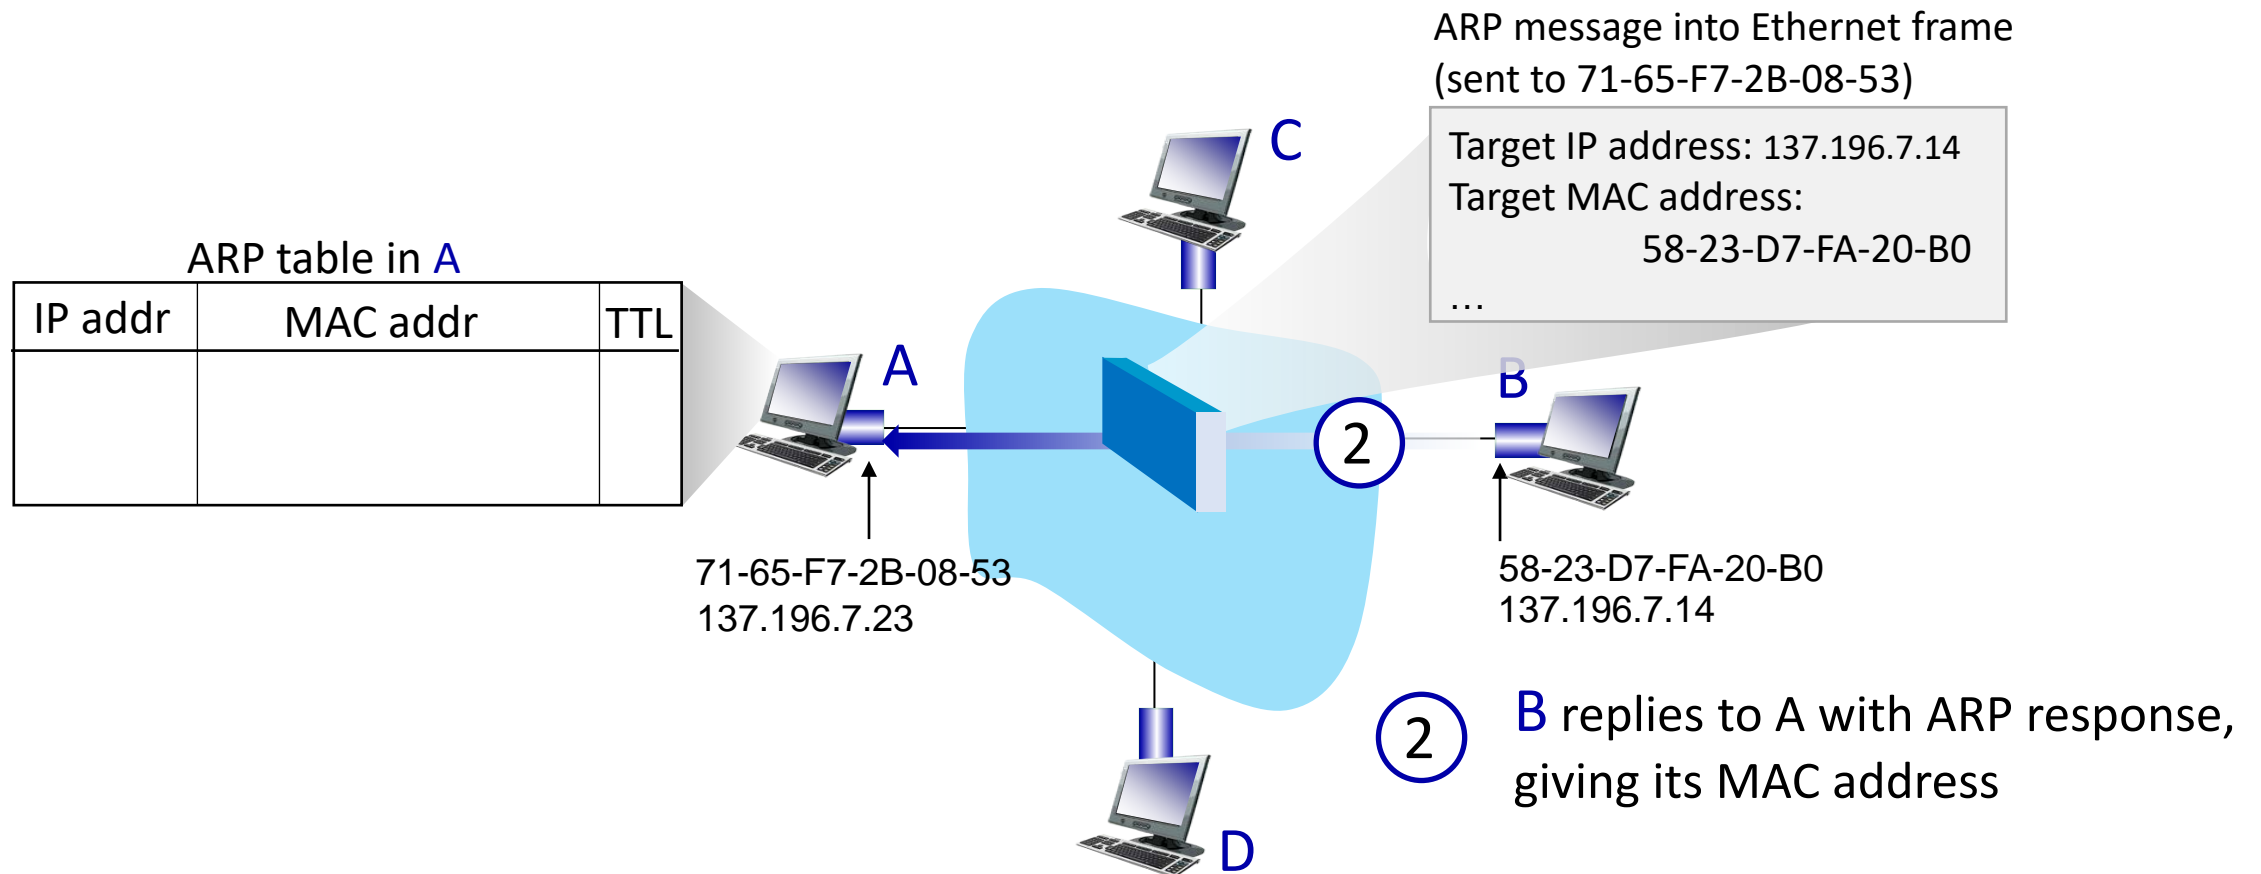 ARP message into Ethernet frame
(sent to 71-65-F7-2B-08-53)
Target IP address: 137.196.7.14
Target MAC address:
58-23-D7-FA-20-B0
…
C
ARP table in A
IP addr MAC addr TTL
A
B
2
71-65-F7-2B-08-53
137.196.7.23
58-23-D7-FA-20-B0
137.196.7.14
2 B replies to A with ARP response,
giving its MAC address
D